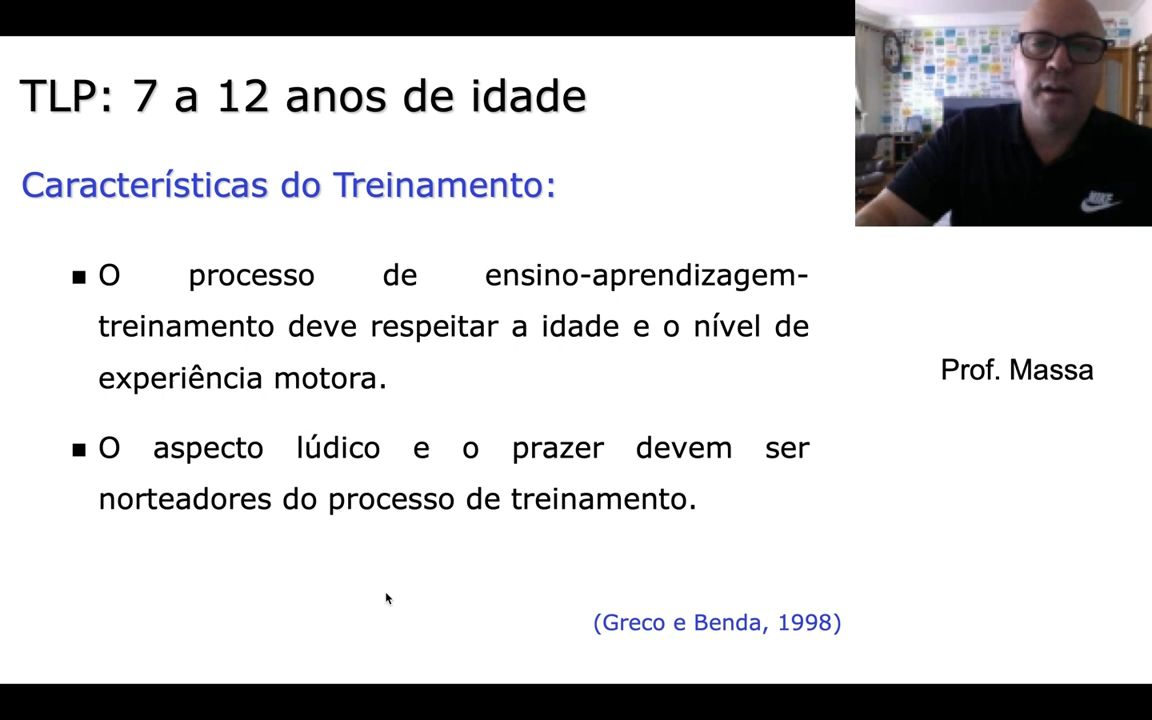 TLP: 7 a 12 anos de idade
Características do Treinamento:
O processo de ensino-aprendizagem-
treinamento deve respeitar a idade e o nível de
experiência motora.
O aspecto lúdico e o prazer devem ser
norteadores do processo de treinamento.
(Greco e Benda, 1998)
Prof. Massa
NIKE